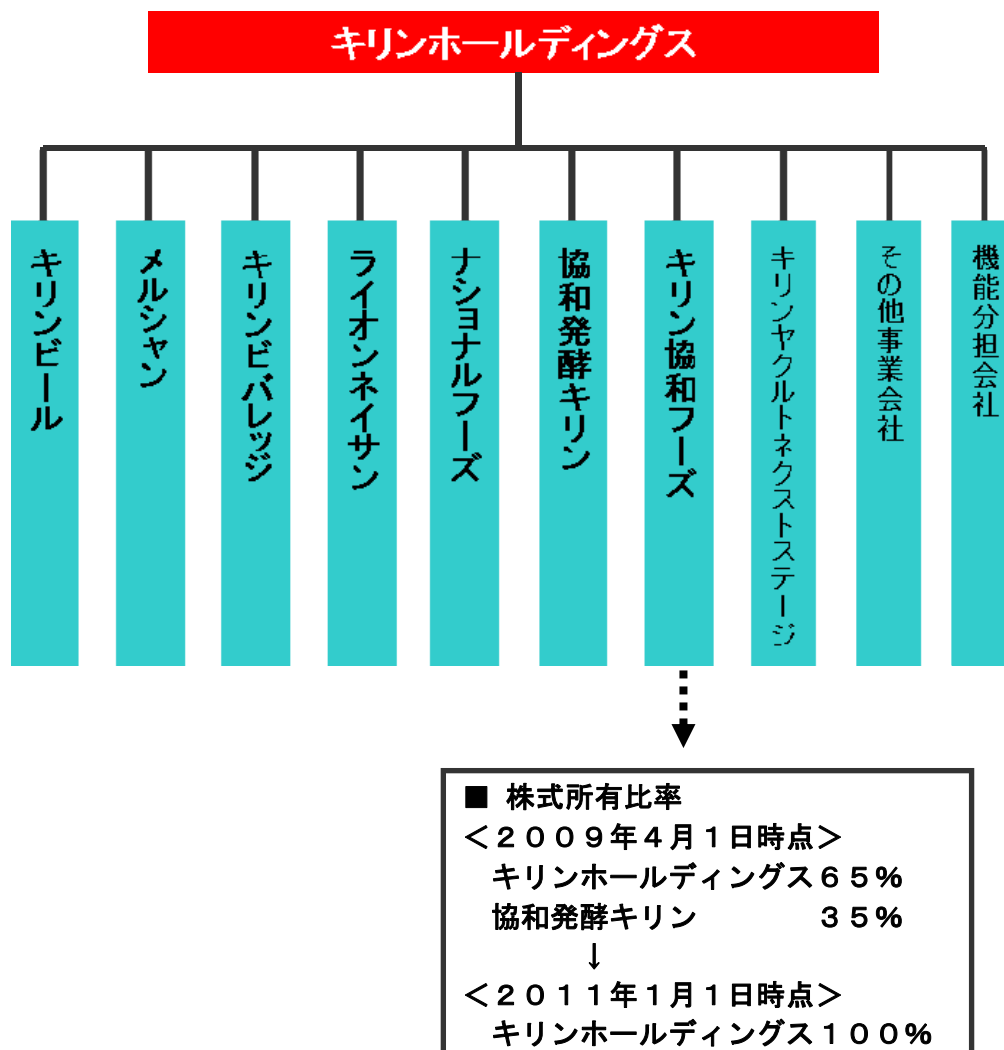 キリンホールディングス
キリンビール
メルシャン
キリンビバレッジ
ライオンネイサン
ナショナルフーズ
協和発酵キリン
キリン協和フーズ
キリンヤクルトネクストステージ
その他事業会社
機能分担会社
■ 株式所有比率
＜２００９年４月１日時点＞
キリンホールディングス６５％
協和発酵キリン　　　　３５％
↓
＜２０１１年１月１日時点＞
キリンホールディングス１００％